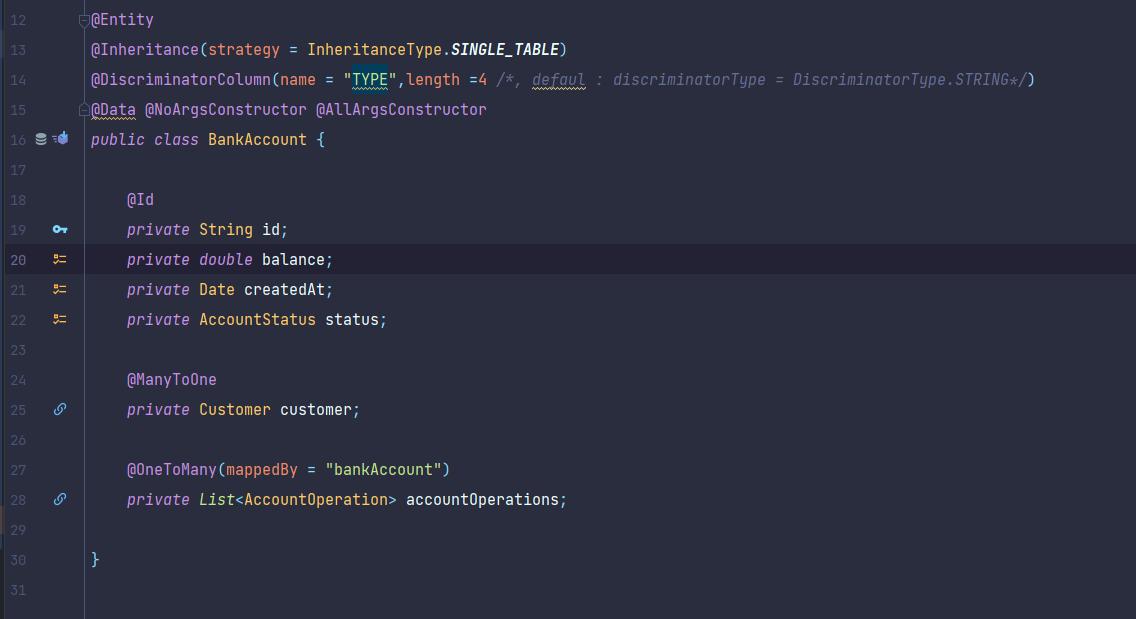 12 @Entity
13 @Inheritance(strategy = InheritanceType.SINGLE_TABLE)
14 @DiscriminatorColumn(name = "TYPE",length =4 /*, defaul : discriminatorType = DiscriminatorType.STRING*/)
15 @Data @NoArgsConstructor @AllArgsConstructor
16 public class BankAccount {
17
18 @Id
19 private String id;
20 private double balance;
21 private Date createdAt;
22 private AccountStatus status;
23
24 @ManyToOne
25 private Customer customer;
26
27 @OneToMany(mappedBy = "bankAccount")
28 private List<AccountOperation> accountOperations;
29
30 }
31